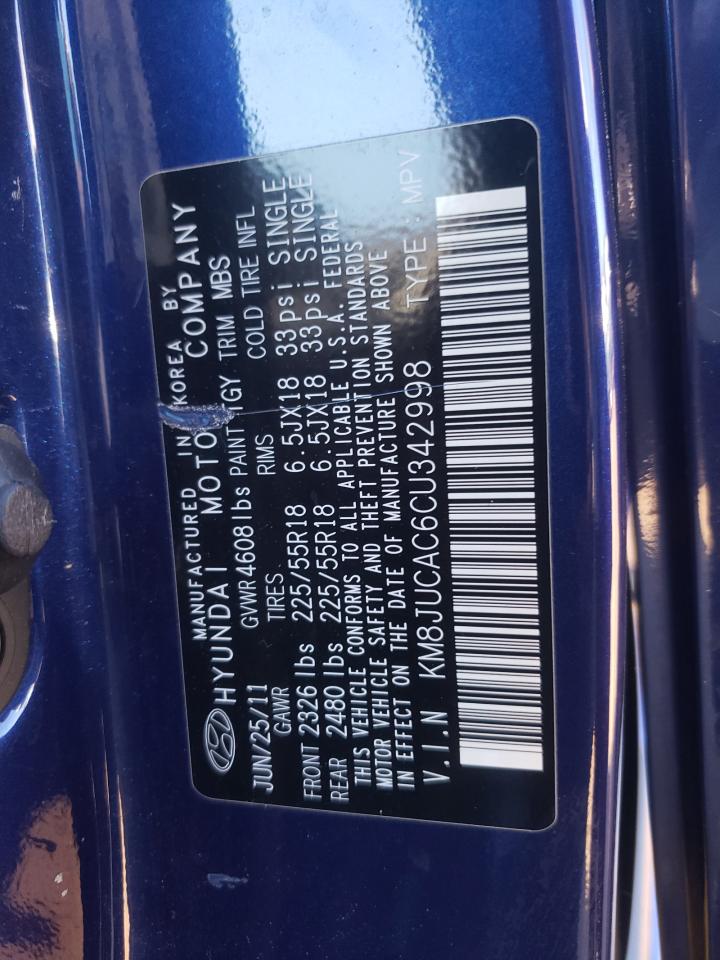 MANUFACTURED IN KOREA BY
HYUNDAI MOTOR COMPANY
JUN/25/11 GVWR 4608 lbs PAINT TGY TRIM MBS
GAWR TIRES RIMS COLD TIRE INFL
FRONT 2326 lbs 225/55R18 6.5JX18 33psi SINGLE
REAR 2480 lbs 225/55R18 6.5JX18 33psi SINGLE
THIS VEHICLE CONFORMS TO ALL APPLICABLE U.S.A. FEDERAL
MOTOR VEHICLE SAFETY AND THEFT PREVENTION STANDARDS
IN EFFECT ON THE DATE OF MANUFACTURE SHOWN ABOVE
V.I.N KM8JUCAC6CU342998 TYPE : MPV